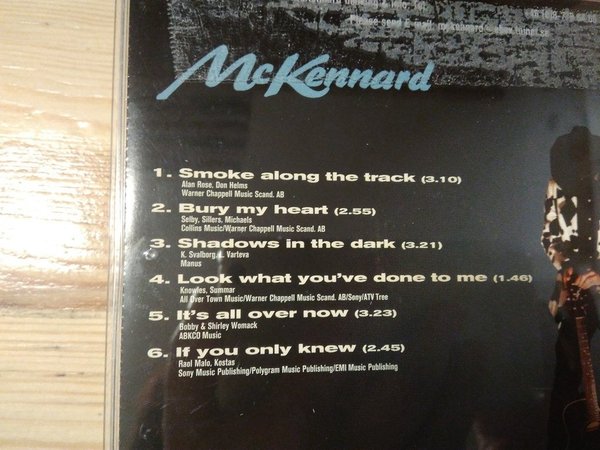 McKennard
1. Smoke along the track (3.10)
Alan Rose, Don Helms
Warner Chappell Music Scand. AB
2. Bury my heart (2.55)
Selby, Sillers, Michaels
Collins Music/Warner Chappell Music Scand. AB
3. Shadows in the dark (3.21)
K. Svalborg, L. Varteva
Manus
4. Look what you've done to me (1.46)
Knowles, Summar
All Over Town Music/Warner Chappell Music Scand. AB/Sony/ATV Tree
5. It's all over now (3.23)
Bobby & Shirley Womack
ABKCO Music
6. If you only knew (2.45)
Raol Malo, Kostas
Sony Music Publishing/Polygram Music Publishing/EMI Music Publishing